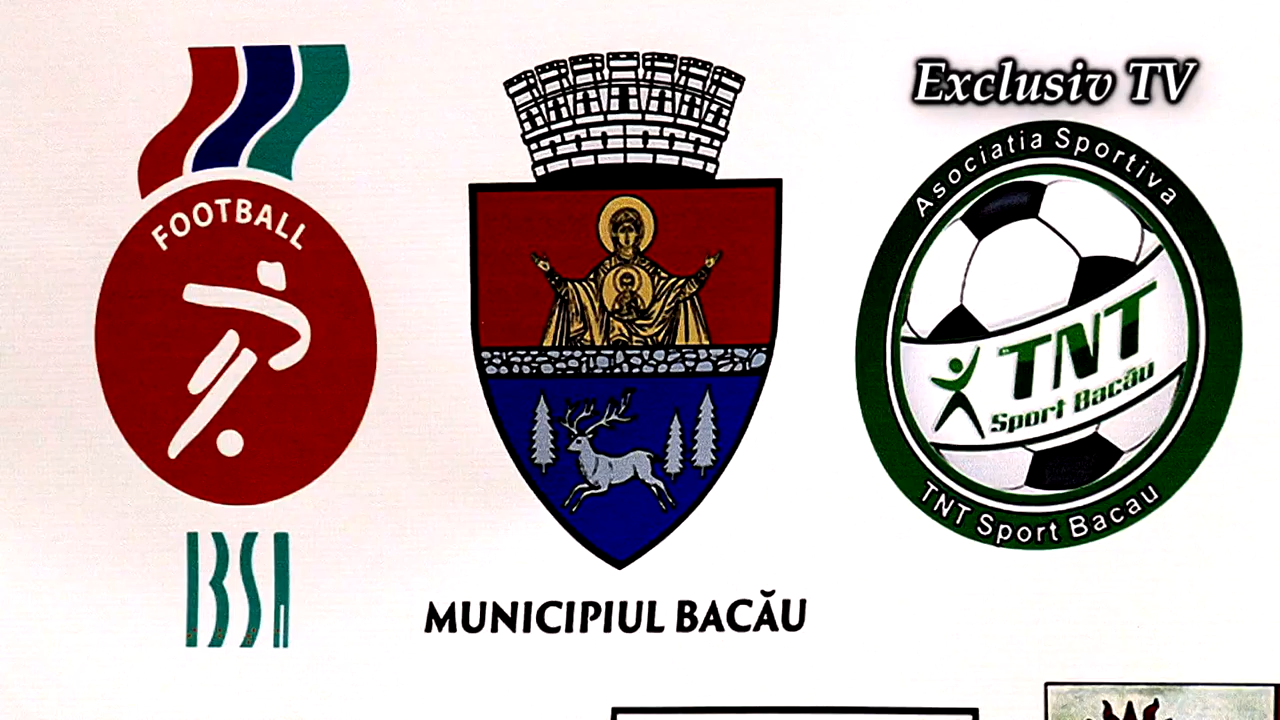 Exclusiv TV
FOOTBALL
IBSA
MUNICIPIUL BACĂU
Asociatia Sportiva
TNT
Sport Bacău
TNT Sport Bacau